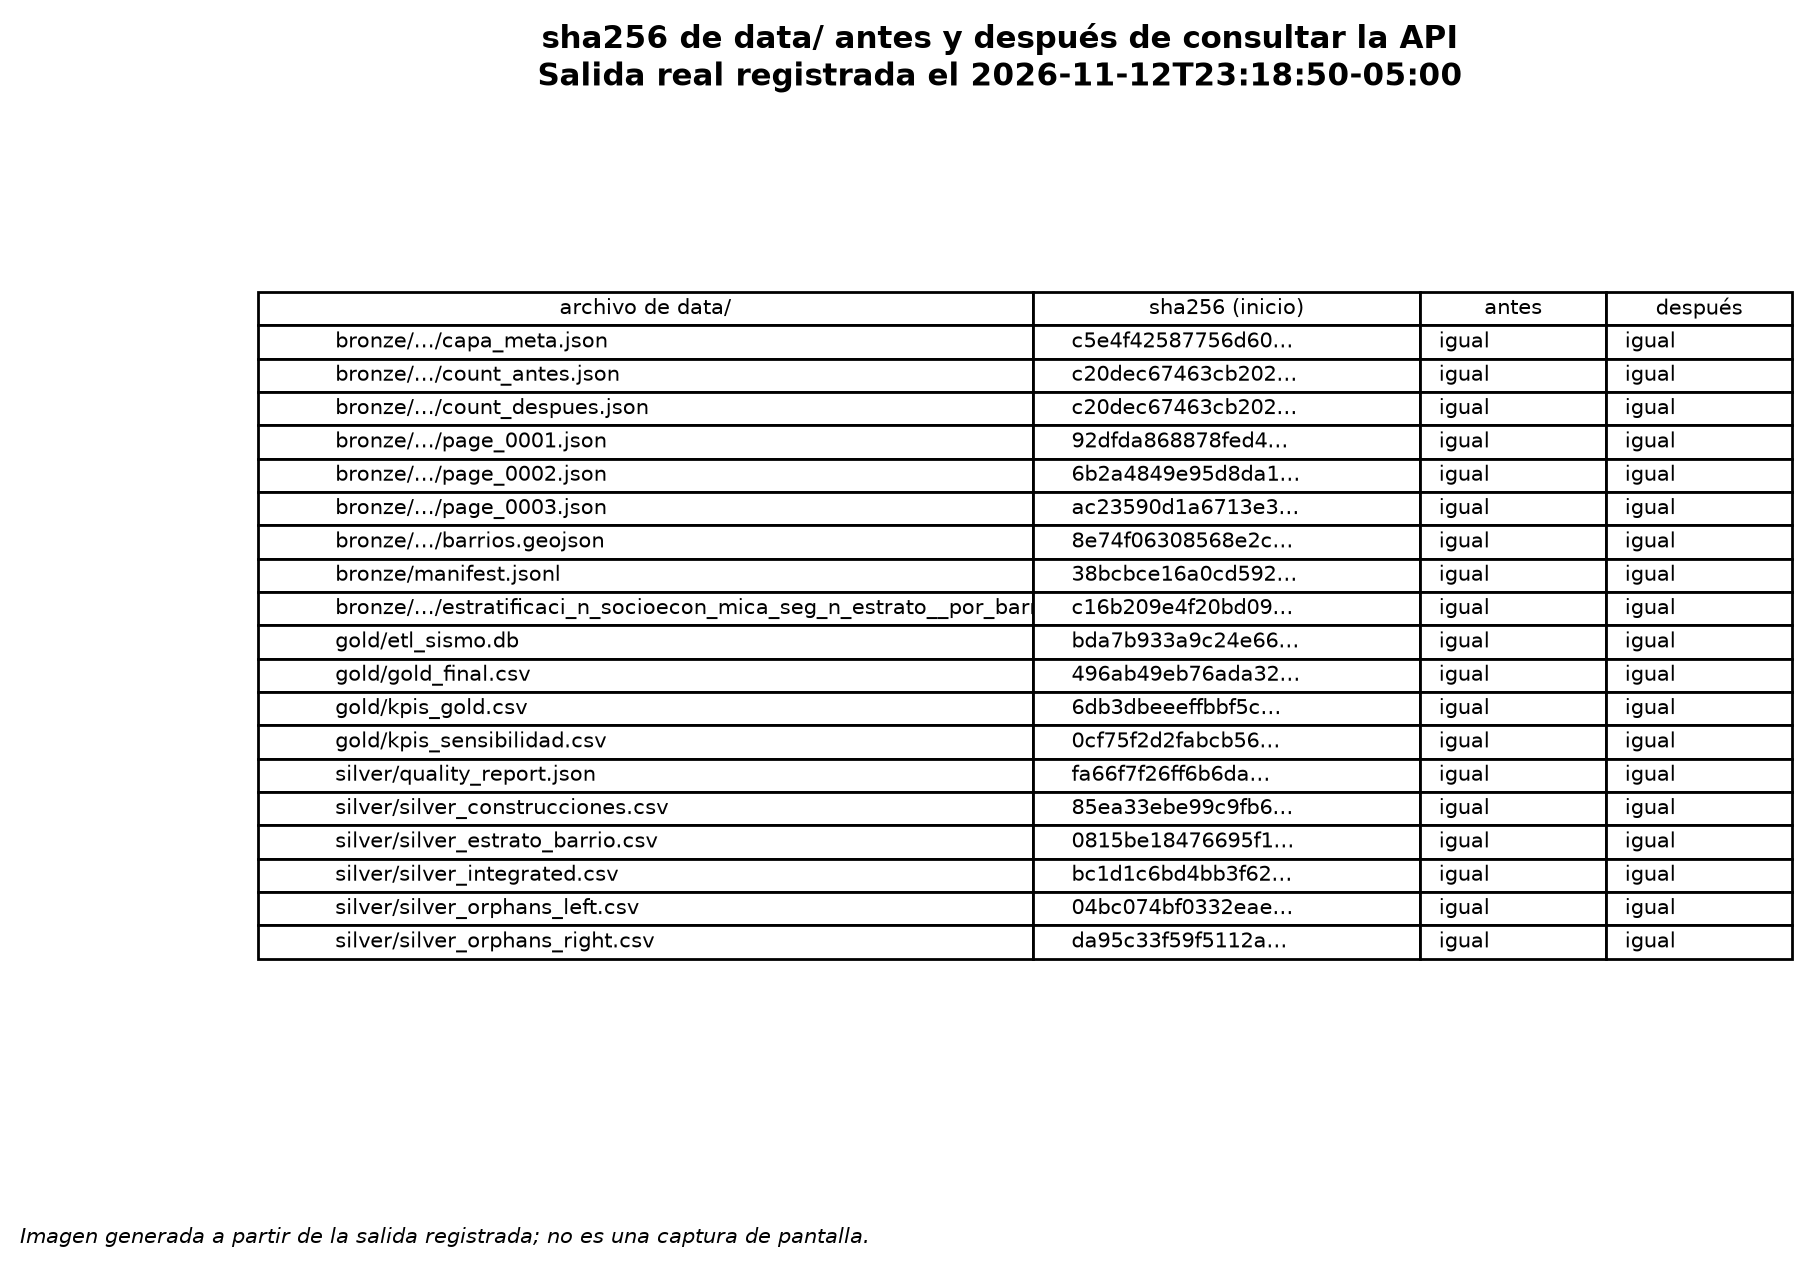 sha256 de data/ antes y después de consultar la API
Salida real registrada el 2026-11-12T23:18:50-05:00
archivo de data/ sha256 (inicio) antes después
bronze/.../capa_meta.json c5e4f42587756d60... igual igual
bronze/.../count_antes.json c20dec67463cb202... igual igual
bronze/.../count_despues.json c20dec67463cb202... igual igual
bronze/.../page_0001.json 92dfda868878fed4... igual igual
bronze/.../page_0002.json 6b2a4849e95d8da1... igual igual
bronze/.../page_0003.json ac23590d1a6713e3... igual igual
bronze/.../barrios.geojson 8e74f06308568e2c... igual igual
bronze/manifest.jsonl 38bcbce16a0cd592... igual igual
bronze/.../estratificaci_n_socioecon_mica_seg_n_estrato__por_barr c16b209e4f20bd09... igual igual
gold/etl_sismo.db bda7b933a9c24e66... igual igual
gold/gold_final.csv 496ab49eb76ada32... igual igual
gold/kpis_gold.csv 6db3dbeeeffbbf5c... igual igual
gold/kpis_sensibilidad.csv 0cf75f2d2fabcb56... igual igual
silver/quality_report.json fa66f7f26ff6b6da... igual igual
silver/silver_construcciones.csv 85ea33ebe99c9fb6... igual igual
silver/silver_estrato_barrio.csv 0815be18476695f1... igual igual
silver/silver_integrated.csv bc1d1c6bd4bb3f62... igual igual
silver/silver_orphans_left.csv 04bc074bf0332eae... igual igual
silver/silver_orphans_right.csv da95c33f59f5112a... igual igual
Imagen generada a partir de la salida registrada; no es una captura de pantalla.